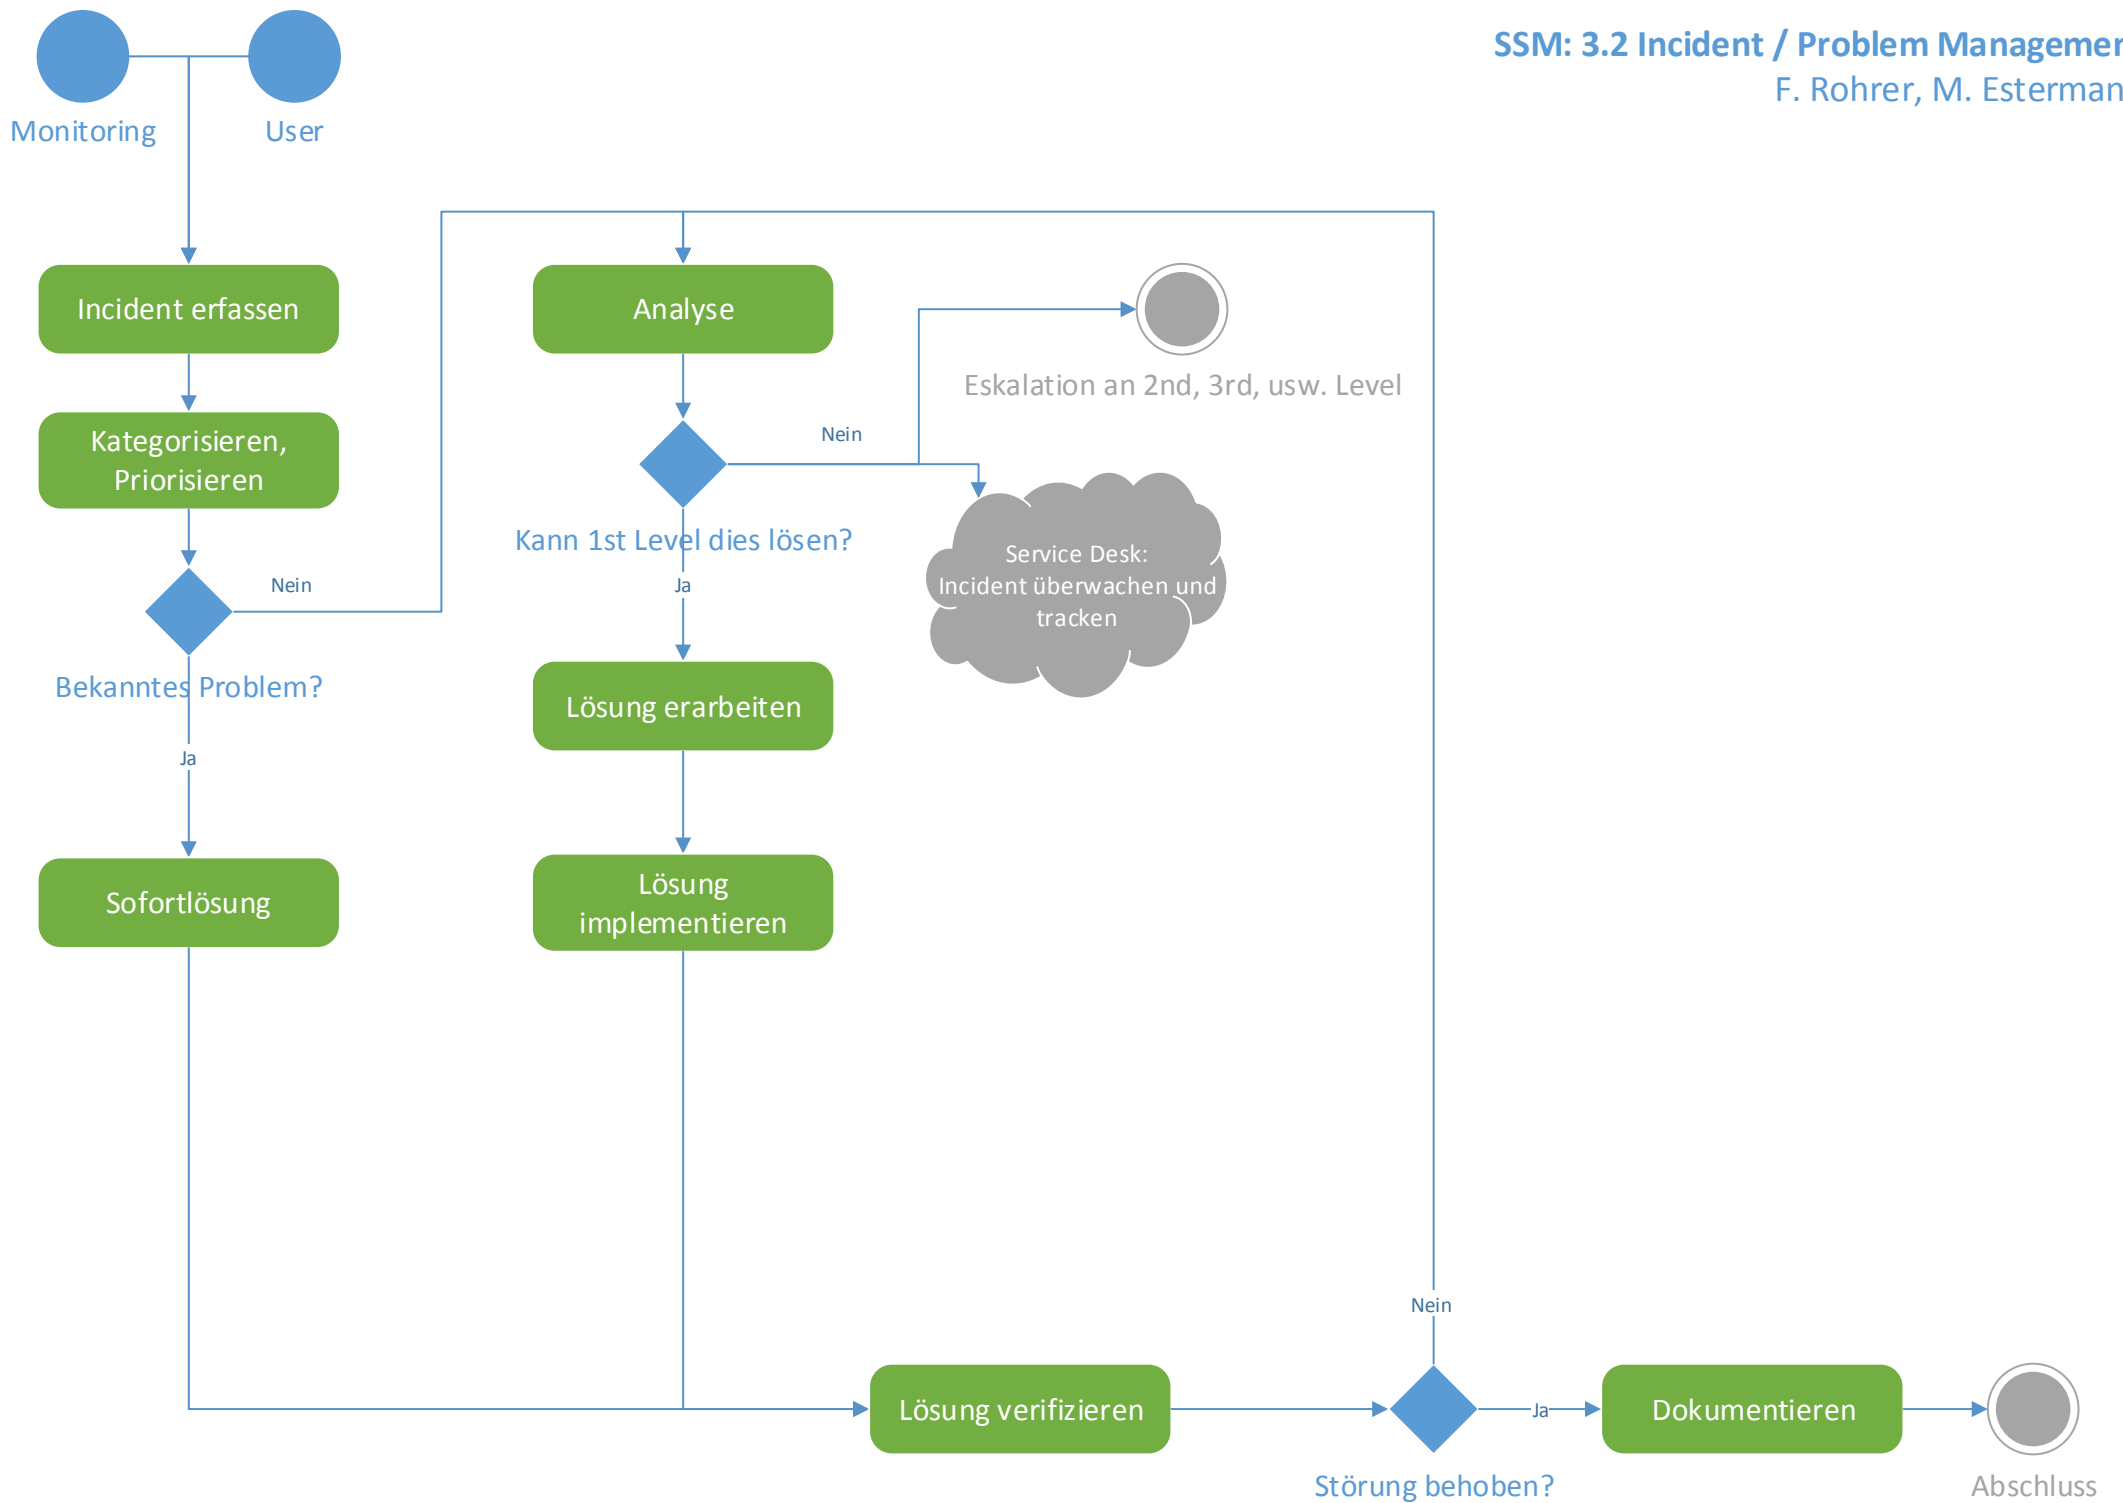 SSM: 3.2 Incident / Problem Managemen
F. Rohrer, M. Esterman
Monitoring
User
Incident erfassen
Analyse
Eskalation an 2nd, 3rd, usw. Level
Kategorisieren,
Priorisieren
Nein
Kann 1st Level dies lösen?
Service Desk:
Incident überwachen und
tracken
Nein
Ja
Bekanntes Problem?
Lösung erarbeiten
Ja
Sofortlösung
Lösung
implementieren
Nein
Lösung verifizieren
Ja
Dokumentieren
Störung behoben?
Abschluss